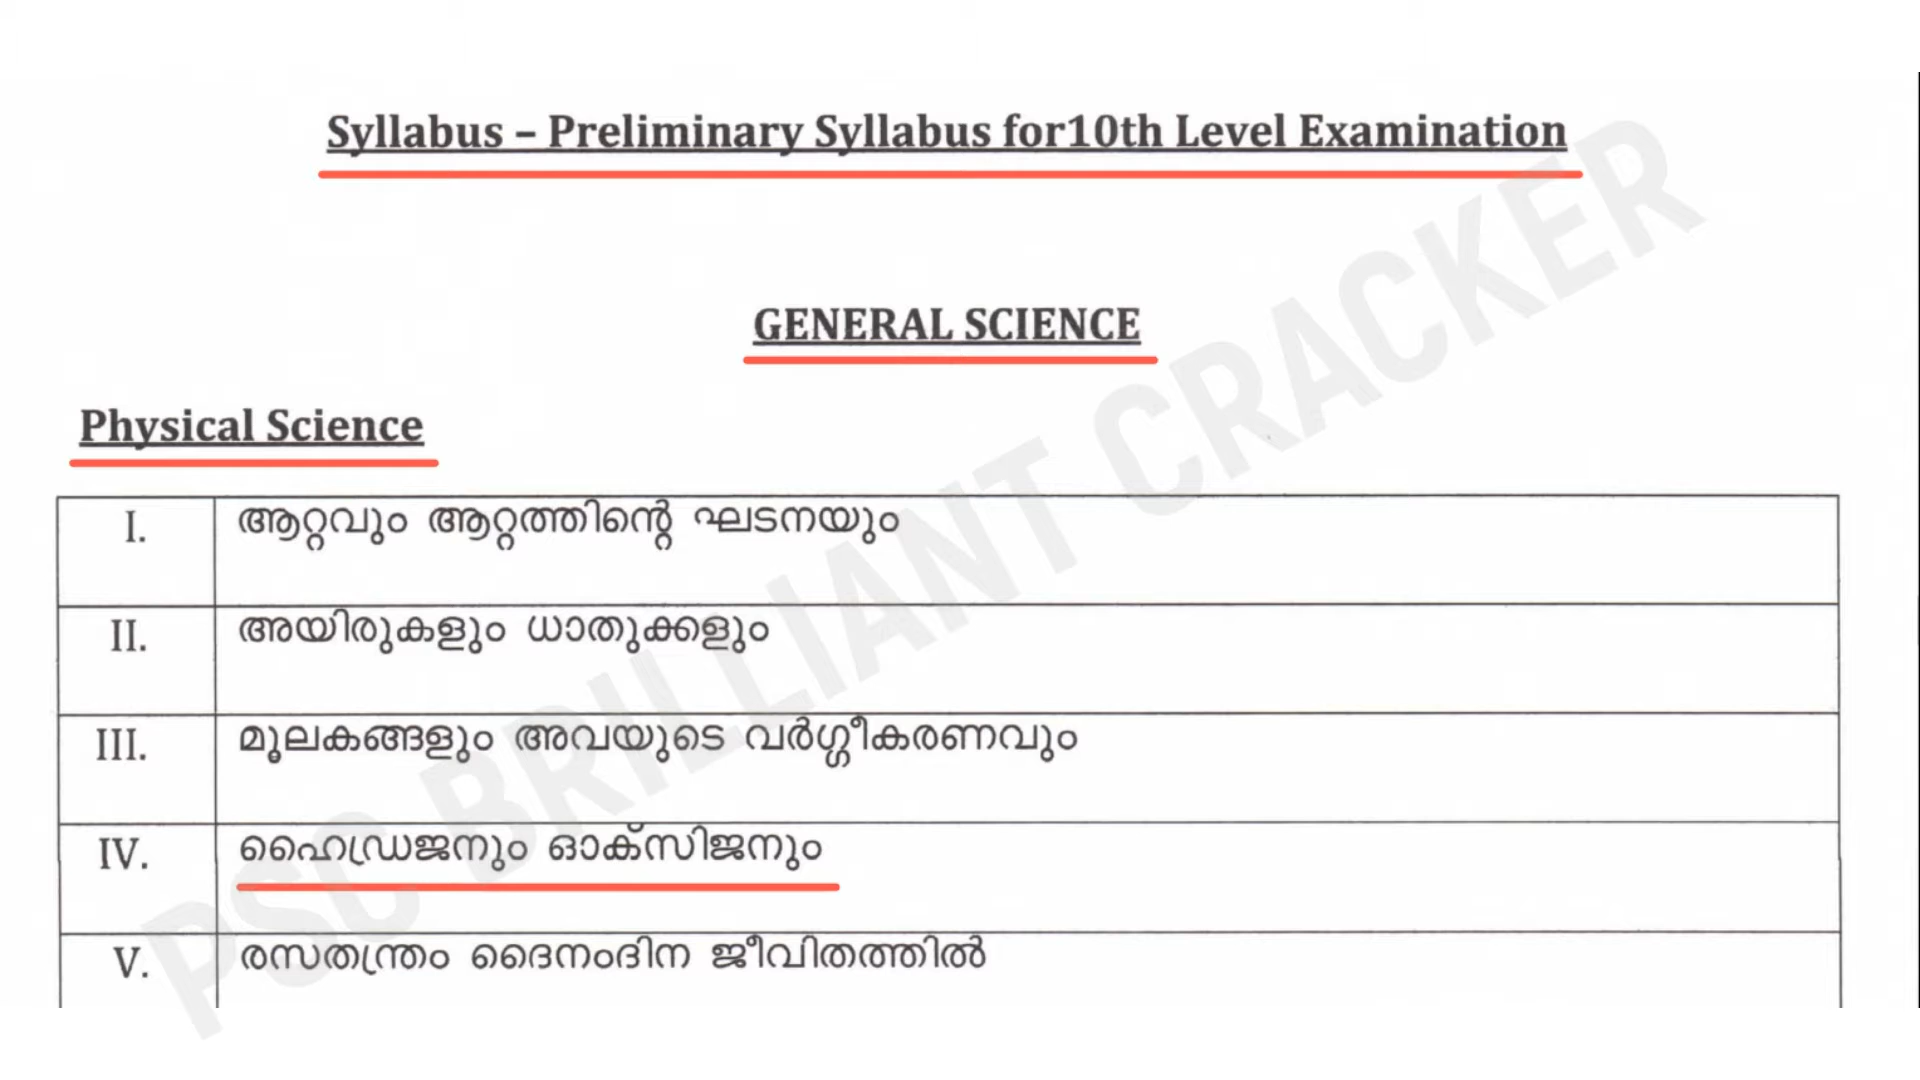 Syllabus – Preliminary Syllabus for10th Level Examination
GENERAL SCIENCE
Physical Science
I. ആറ്റവും ആറ്റത്തിന്റെ ഘടനയും
II. അയിരുകളും ധാതുക്കളും
III. മൂലകങ്ങളും അവയുടെ വർഗ്ഗീകരണവും
IV. ഹൈഡ്രജനും ഓക്സിജനും
V. രസതന്ത്രം ദൈനംദിന ജീവിതത്തിൽ
PSC BRILLIANT CRACKER